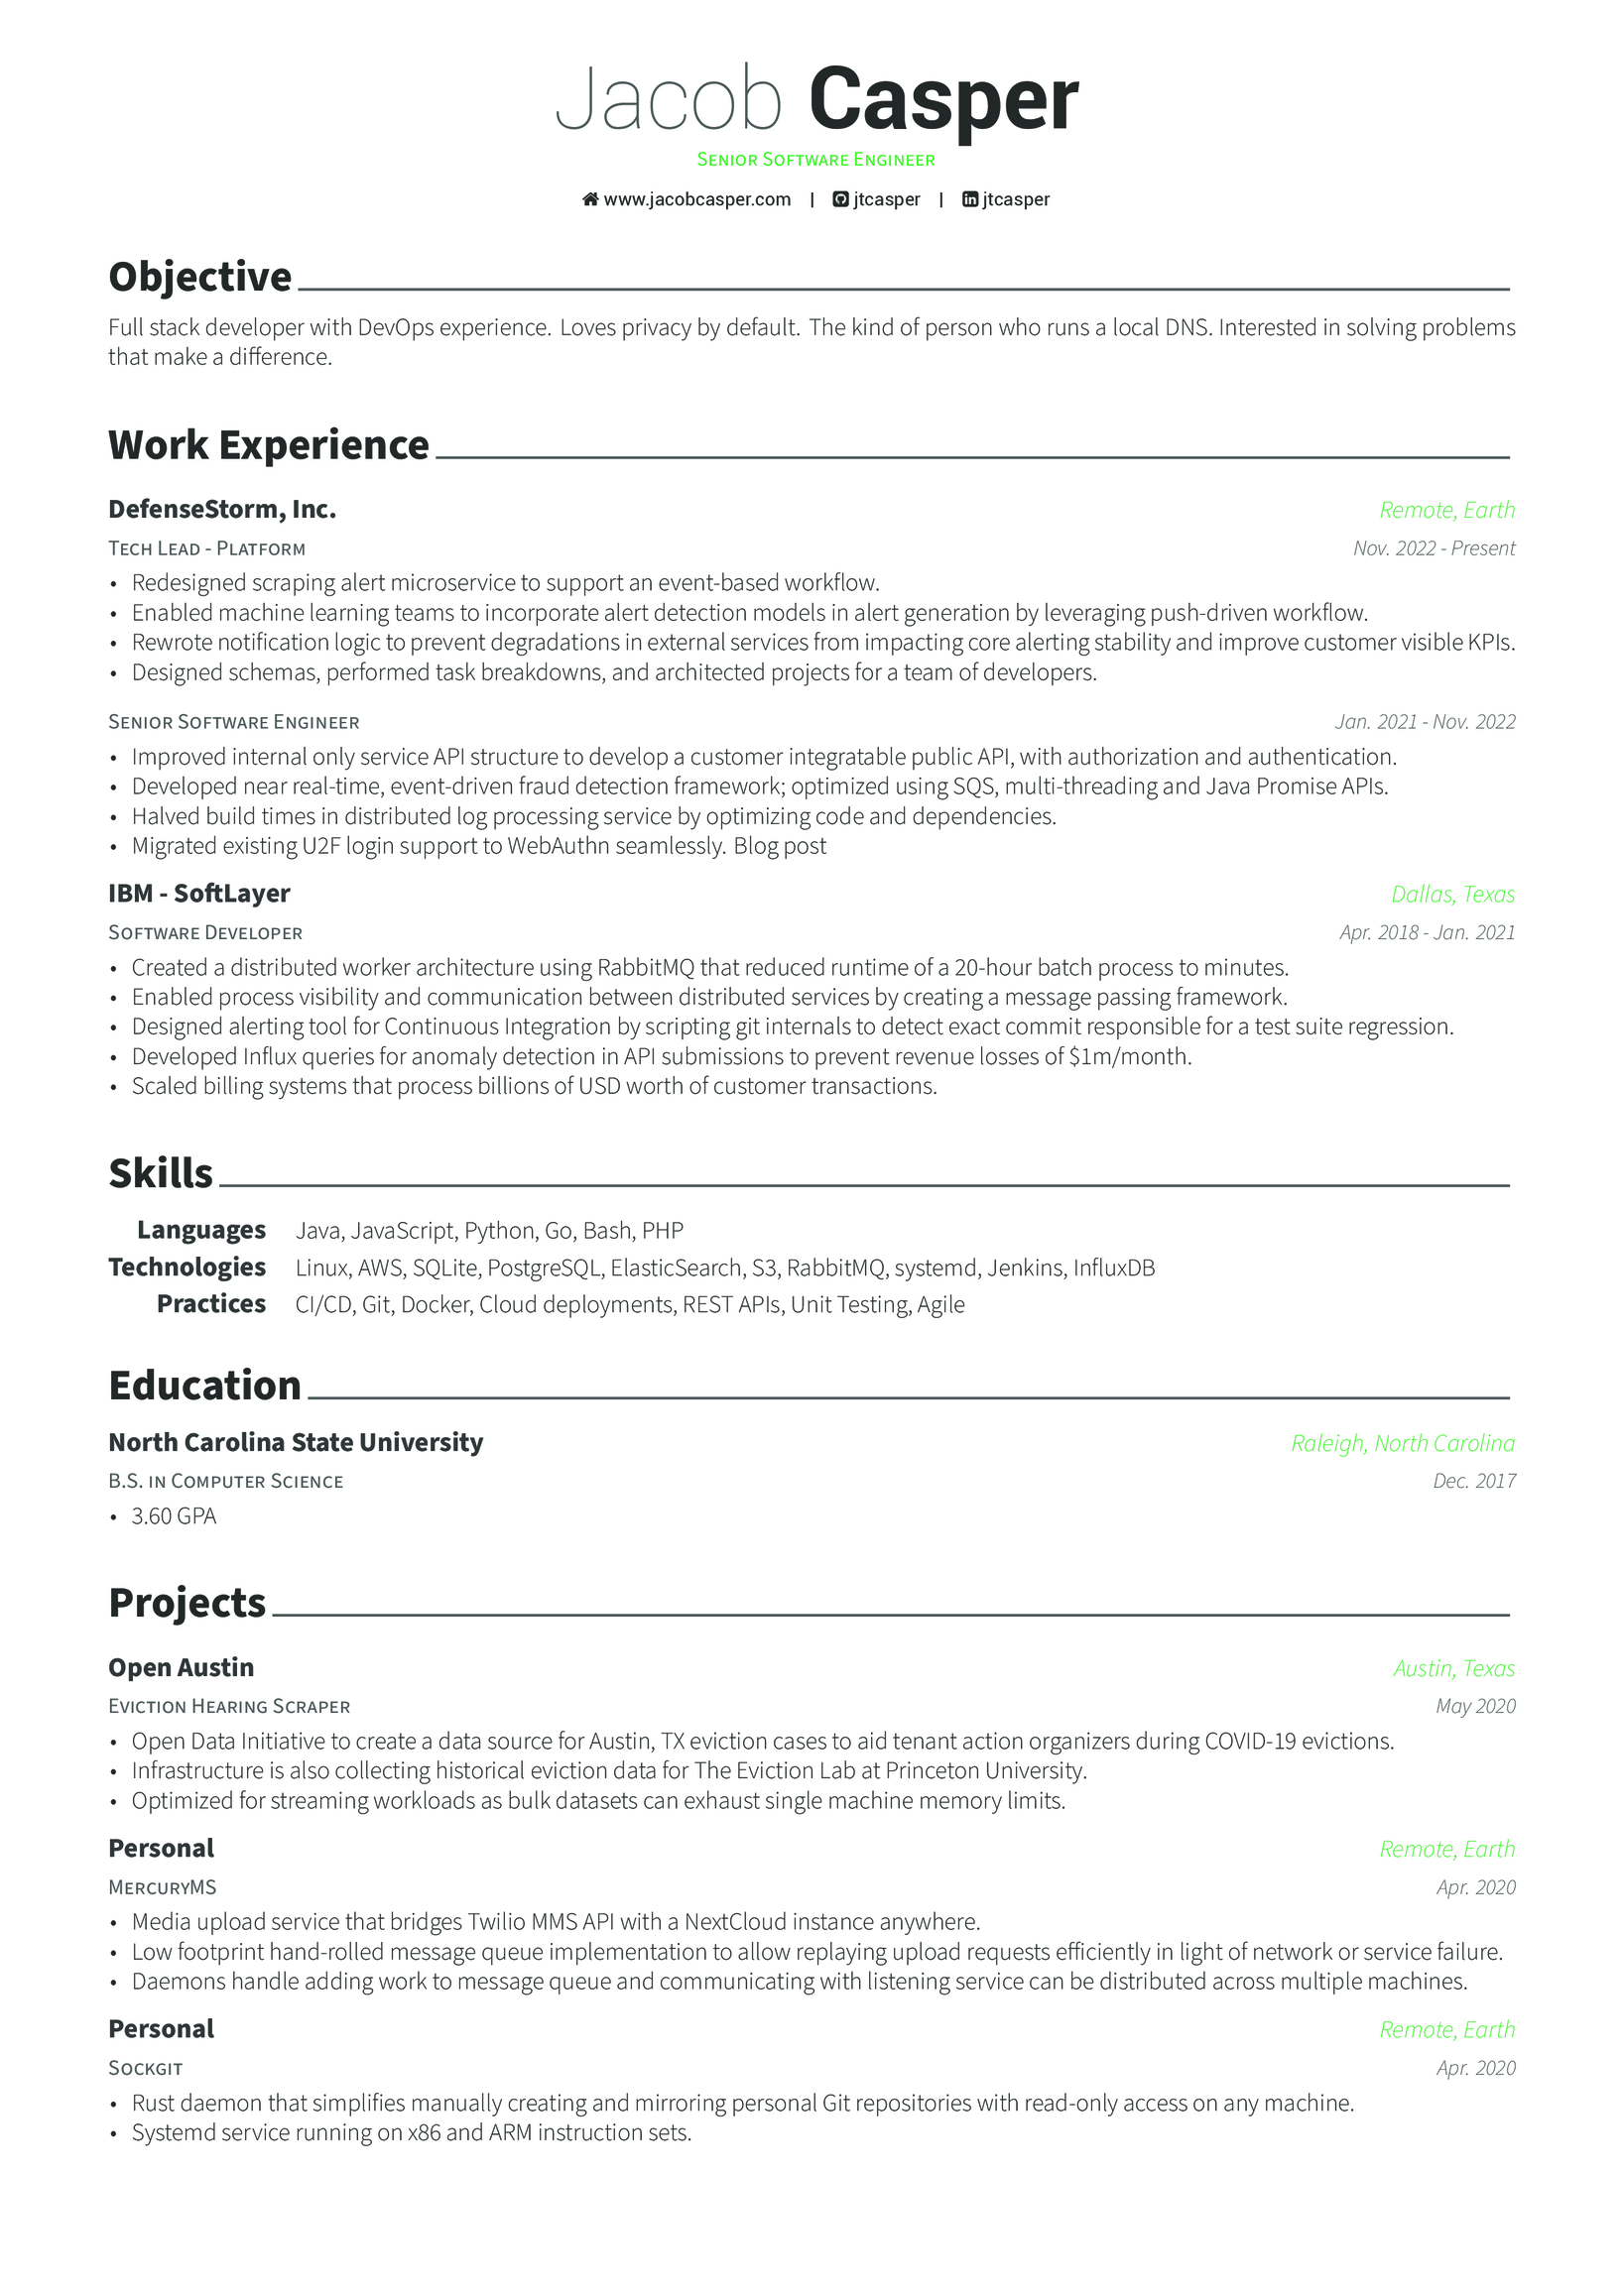 Jacob Casper
Senior Software Engineer
www.jacobcasper.com | jtcasper | jtcasper
Objective
Full stack developer with DevOps experience. Loves privacy by default. The kind of person who runs a local DNS. Interested in solving problems
that make a difference.
Work Experience
DefenseStorm, Inc. Remote, Earth
Tech Lead - Platform Nov. 2022 - Present
• Redesigned scraping alert microservice to support an event-based workflow.
• Enabled machine learning teams to incorporate alert detection models in alert generation by leveraging push-driven workflow.
• Rewrote notification logic to prevent degradations in external services from impacting core alerting stability and improve customer visible KPIs.
• Designed schemas, performed task breakdowns, and architected projects for a team of developers.
Senior Software Engineer Jan. 2021 - Nov. 2022
• Improved internal only service API structure to develop a customer integratable public API, with authorization and authentication.
• Developed near real-time, event-driven fraud detection framework; optimized using SQS, multi-threading and Java Promise APIs.
• Halved build times in distributed log processing service by optimizing code and dependencies.
• Migrated existing U2F login support to WebAuthn seamlessly. Blog post
IBM - SoftLayer Dallas, Texas
Software Developer Apr. 2018 - Jan. 2021
• Created a distributed worker architecture using RabbitMQ that reduced runtime of a 20-hour batch process to minutes.
• Enabled process visibility and communication between distributed services by creating a message passing framework.
• Designed alerting tool for Continuous Integration by scripting git internals to detect exact commit responsible for a test suite regression.
• Developed Influx queries for anomaly detection in API submissions to prevent revenue losses of $1m/month.
• Scaled billing systems that process billions of USD worth of customer transactions.
Skills
Languages Java, JavaScript, Python, Go, Bash, PHP
Technologies Linux, AWS, SQLite, PostgreSQL, ElasticSearch, S3, RabbitMQ, systemd, Jenkins, InfluxDB
Practices CI/CD, Git, Docker, Cloud deployments, REST APIs, Unit Testing, Agile
Education
North Carolina State University Raleigh, North Carolina
B.S. in Computer Science Dec. 2017
• 3.60 GPA
Projects
Open Austin Austin, Texas
Eviction Hearing Scraper May 2020
• Open Data Initiative to create a data source for Austin, TX eviction cases to aid tenant action organizers during COVID-19 evictions.
• Infrastructure is also collecting historical eviction data for The Eviction Lab at Princeton University.
• Optimized for streaming workloads as bulk datasets can exhaust single machine memory limits.
Personal Remote, Earth
MercuryMS Apr. 2020
• Media upload service that bridges Twilio MMS API with a NextCloud instance anywhere.
• Low footprint hand-rolled message queue implementation to allow replaying upload requests efficiently in light of network or service failure.
• Daemons handle adding work to message queue and communicating with listening service can be distributed across multiple machines.
Personal Remote, Earth
Sockgit Apr. 2020
• Rust daemon that simplifies manually creating and mirroring personal Git repositories with read-only access on any machine.
• Systemd service running on x86 and ARM instruction sets.